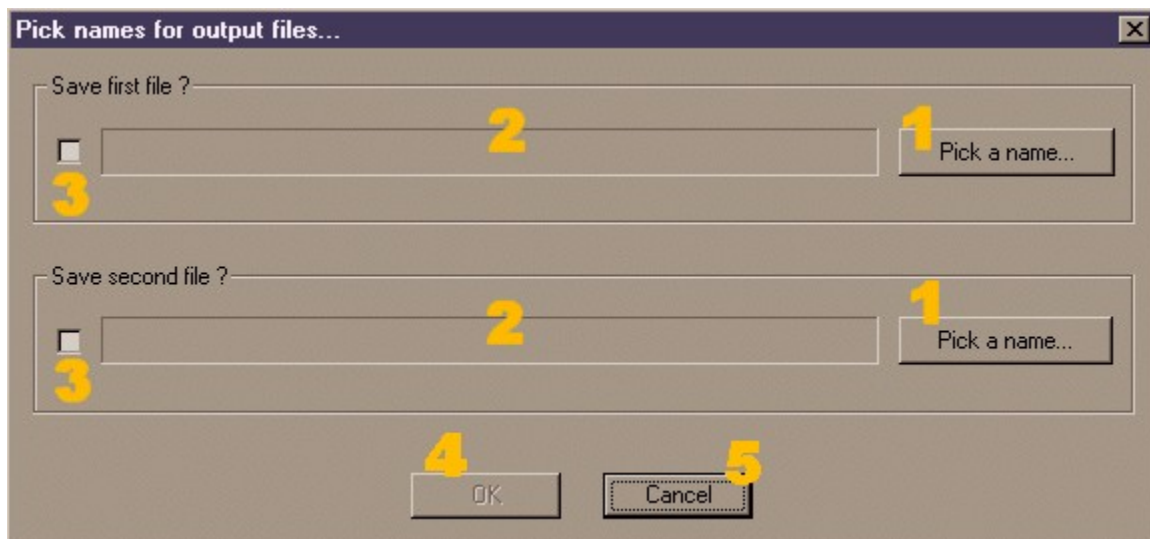 Pick names for output files...
Save first file ?
2
1
Pick a name...
3
Save second file ?
2
1
Pick a name...
3
4
OK
5
Cancel